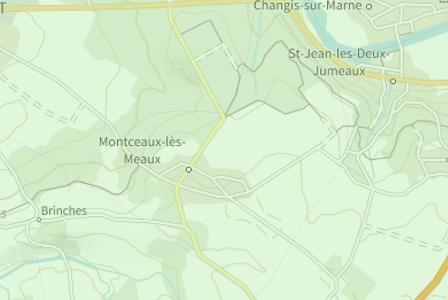 Changis-sur-Marne
T
St-Jean-les-Deux-
Jumeaux
Montceaux-lès-
Meaux
Brinches